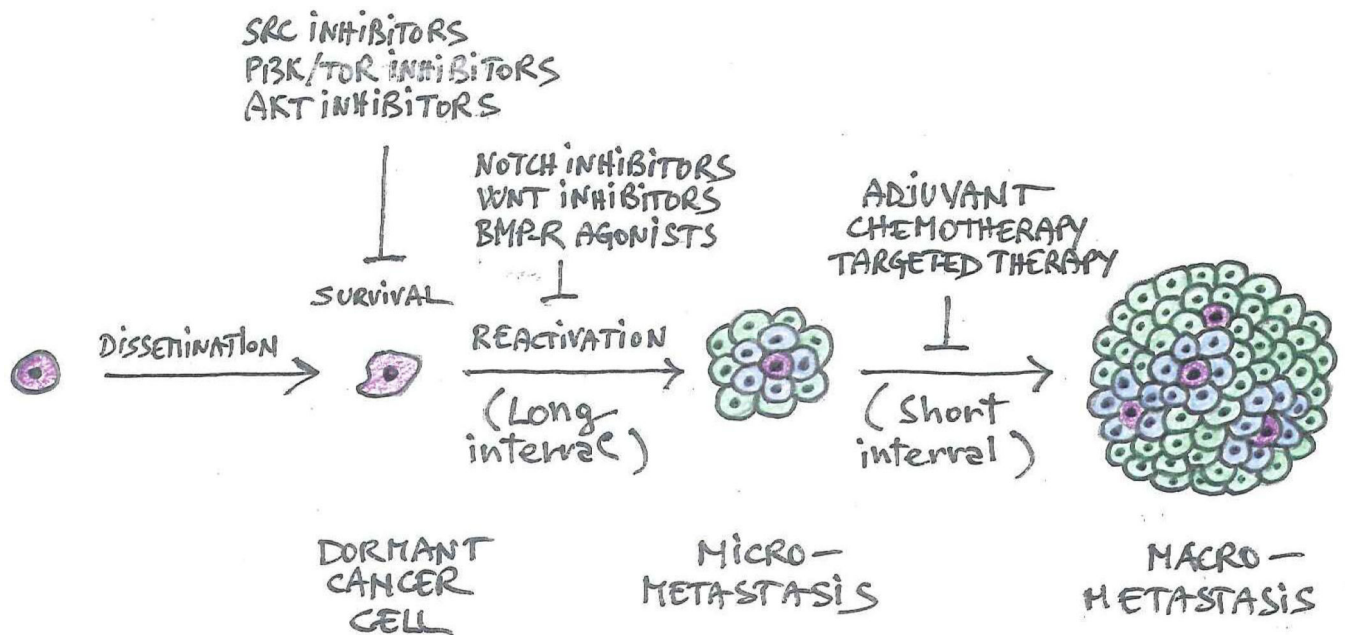 SRC INHIBITORS
PI3K/TOR INHIBITORS
AKT INHIBITORS
NOTCH INHIBITORS
WNT INHIBITORS
BMP-R AGONISTS
ADJUVANT
CHEMOTHERAPY
TARGETED THERAPY
SURVIVAL
DISSEMINATION
REACTIVATION
(Long
interval)
(Short
interval)
DORMANT
CANCER
CELL
MICRO-
METASTASIS
MACRO-
METASTASIS